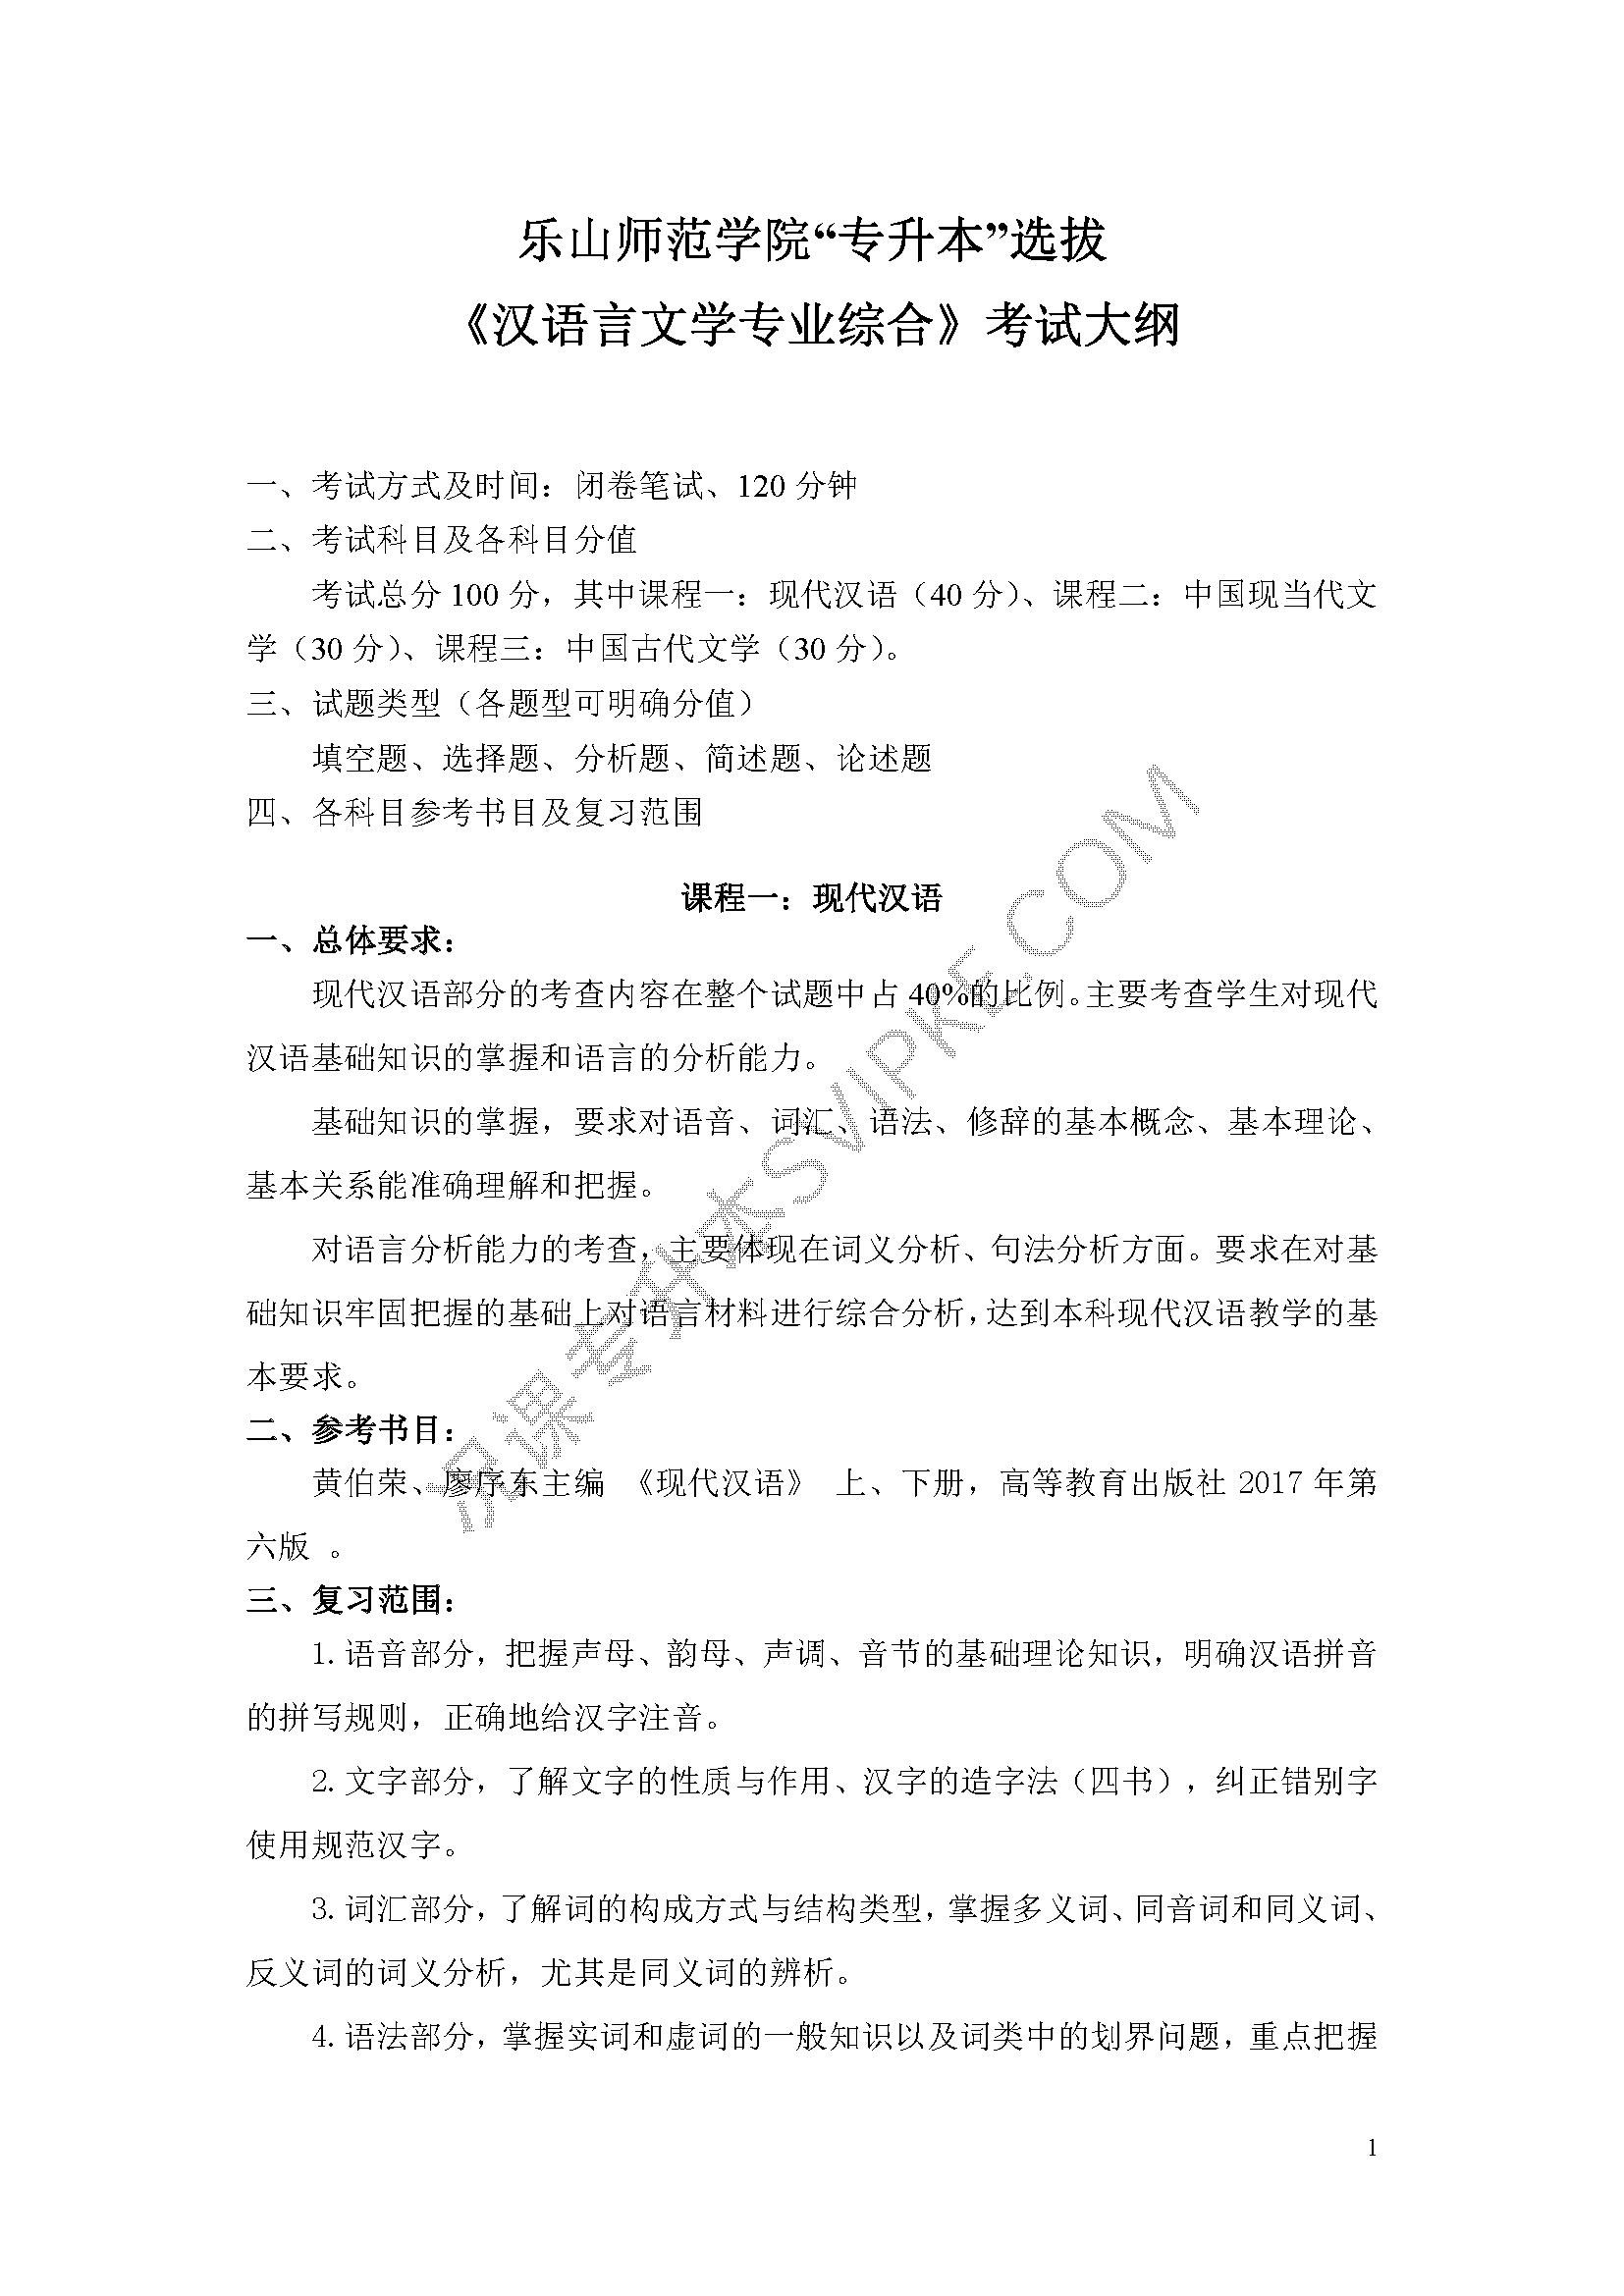 乐山师范学院“专升本”选拔
《汉语言文学专业综合》考试大纲
一、考试方式及时间：闭卷笔试、120 分钟
二、考试科目及各科目分值
考试总分 100 分，其中课程一：现代汉语（40 分）、课程二：中国现当代文
学（30 分）、课程三：中国古代文学（30 分）。
三、试题类型（各题型可明确分值）
填空题、选择题、分析题、简述题、论述题
四、各科目参考书目及复习范围
课程一：现代汉语
一、总体要求：
现代汉语部分的考查内容在整个试题中占 40%的比例。主要考查学生对现代
汉语基础知识的掌握和语言的分析能力。
基础知识的掌握，要求对语音、词汇、语法、修辞的基本概念、基本理论、
基本关系能准确理解和把握。
对语言分析能力的考查，主要体现在词义分析、句法分析方面。要求在对基
础知识牢固把握的基础上对语言材料进行综合分析，达到本科现代汉语教学的基
本要求。
二、参考书目：
黄伯荣、廖序东主编 《现代汉语》 上、下册，高等教育出版社 2017 年第
六版 。
三、复习范围：
1.语音部分，把握声母、韵母、声调、音节的基础理论知识，明确汉语拼音
的拼写规则，正确地给汉字注音。
2.文字部分，了解文字的性质与作用、汉字的造字法（四书），纠正错别字
使用规范汉字。
3.词汇部分，了解词的构成方式与结构类型，掌握多义词、同音词和同义词、
反义词的词义分析，尤其是同义词的辨析。
4.语法部分，掌握实词和虚词的一般知识以及词类中的划界问题，重点把握
1
课专升本SVIPKE.COM